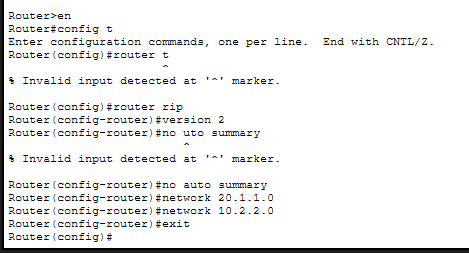 Router>en
Router#config t
Enter configuration commands, one per line.  End with CNTL/Z.
Router(config)#router t
^
% Invalid input detected at '^' marker.
Router(config)#router rip
Router(config-router)#version 2
Router(config-router)#no uto summary
^
% Invalid input detected at '^' marker.
Router(config-router)#no auto summary
Router(config-router)#network 20.1.1.0
Router(config-router)#network 10.2.2.0
Router(config-router)#exit
Router(config)#